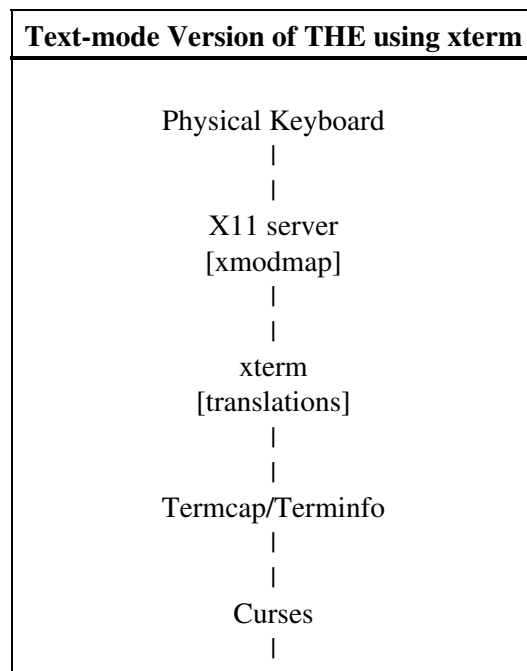 Text-mode Version of THE using xterm
Physical Keyboard
|
|
X11 server
[xmodmap]
|
|
xterm
[translations]
|
|
Termcap/Terminfo
|
|
Curses
|